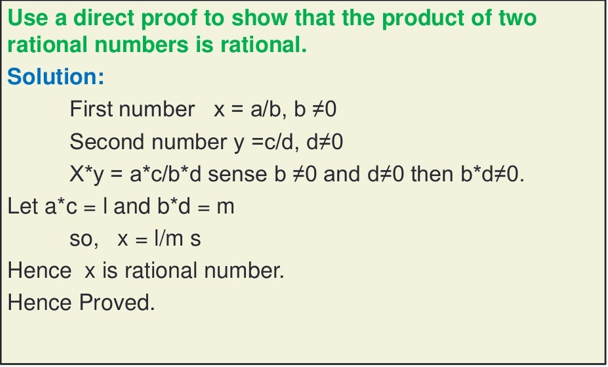 Use a direct proof to show that the product of two
rational numbers is rational.
Solution:
First number x = a/b, b ≠0
Second number y =c/d, d≠0
X*y = a*c/b*d sense b ≠0 and d≠0 then b*d≠0.
Let a*c = l and b*d = m
so, x = l/m s
Hence x is rational number.
Hence Proved.